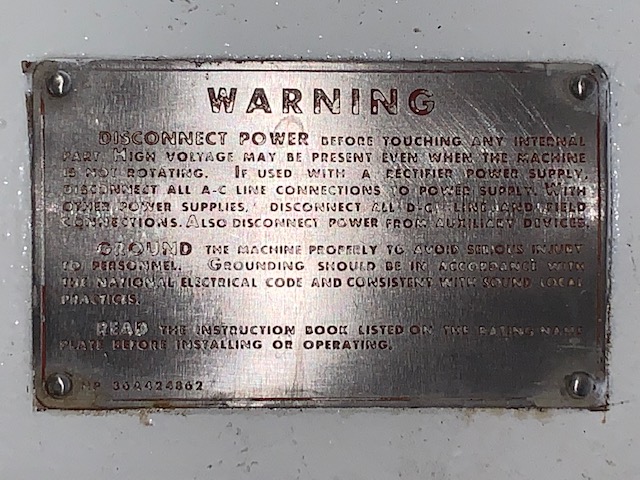 WARNING
DISCONNECT POWER BEFORE TOUCHING ANY INTERNAL
PART. HIGH VOLTAGE MAY BE PRESENT EVEN WHEN THE MACHINE
IS NOT ROTATING. IF USED WITH A RECTIFIER POWER SUPPLY,
DISCONNECT ALL A-C LINE CONNECTIONS TO POWER SUPPLY. WITH
OTHER POWER SUPPLIES, DISCONNECT ALL D-C LINE AND FIELD
CONNECTIONS. ALSO DISCONNECT POWER FROM AUXILIARY DEVICES.
GROUND THE MACHINE PROPERLY TO AVOID SERIOUS INJURY
TO PERSONNEL. GROUNDING SHOULD BE IN ACCORDANCE WITH
THE NATIONAL ELECTRICAL CODE AND CONSISTENT WITH SOUND LOCAL
PRACTICES.
READ THE INSTRUCTION BOOK LISTED ON THE RATING NAME
PLATE BEFORE INSTALLING OR OPERATING.
NP 36A424862